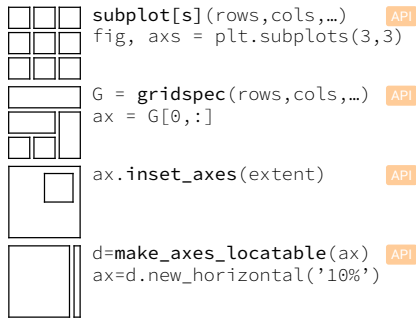 subplot[s](rows,cols,…) API
fig, axs = plt.subplots(3,3)
G = gridspec(rows,cols,…) API
ax = G[0,:]
ax.inset_axes(extent) API
d=make_axes_locatable(ax) API
ax=d.new_horizontal(’10%’)